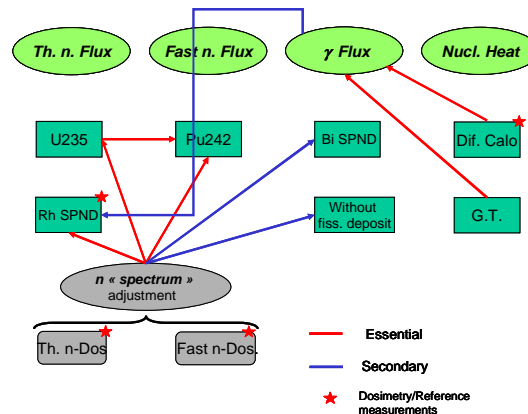 Th. n. Flux
Fast n. Flux
γ Flux
Nucl. Heat
U235
Pu242
Bi SPND
Dif. Calo
Rh SPND
Without
fiss. deposit
G.T.
n « spectrum »
adjustment
Th. n-Dos
Fast n-Dos.
Essential
Secondary
Dosimetry/Reference
measurements